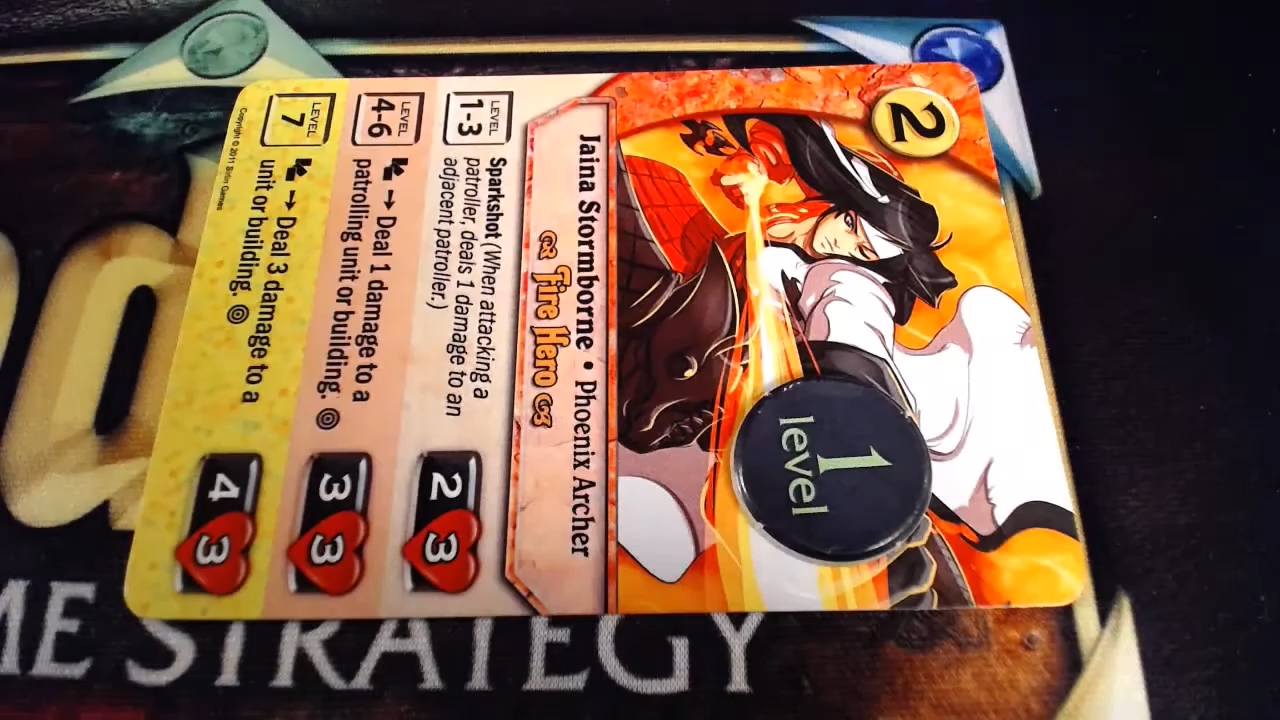 2
1
level
Jaina Stormborne • Phoenix Archer
Fire Hero
LEVEL
1-3
Sparkshot (When attacking a
patroller, deals 1 damage to an
adjacent patroller.)
2 3
LEVEL
4-6
→ Deal 1 damage to a
patrolling unit or building.
3 3
LEVEL
7
→ Deal 3 damage to a
unit or building.
4 3
Copyright © 2011 Sirlin Games
ME STRATEGY